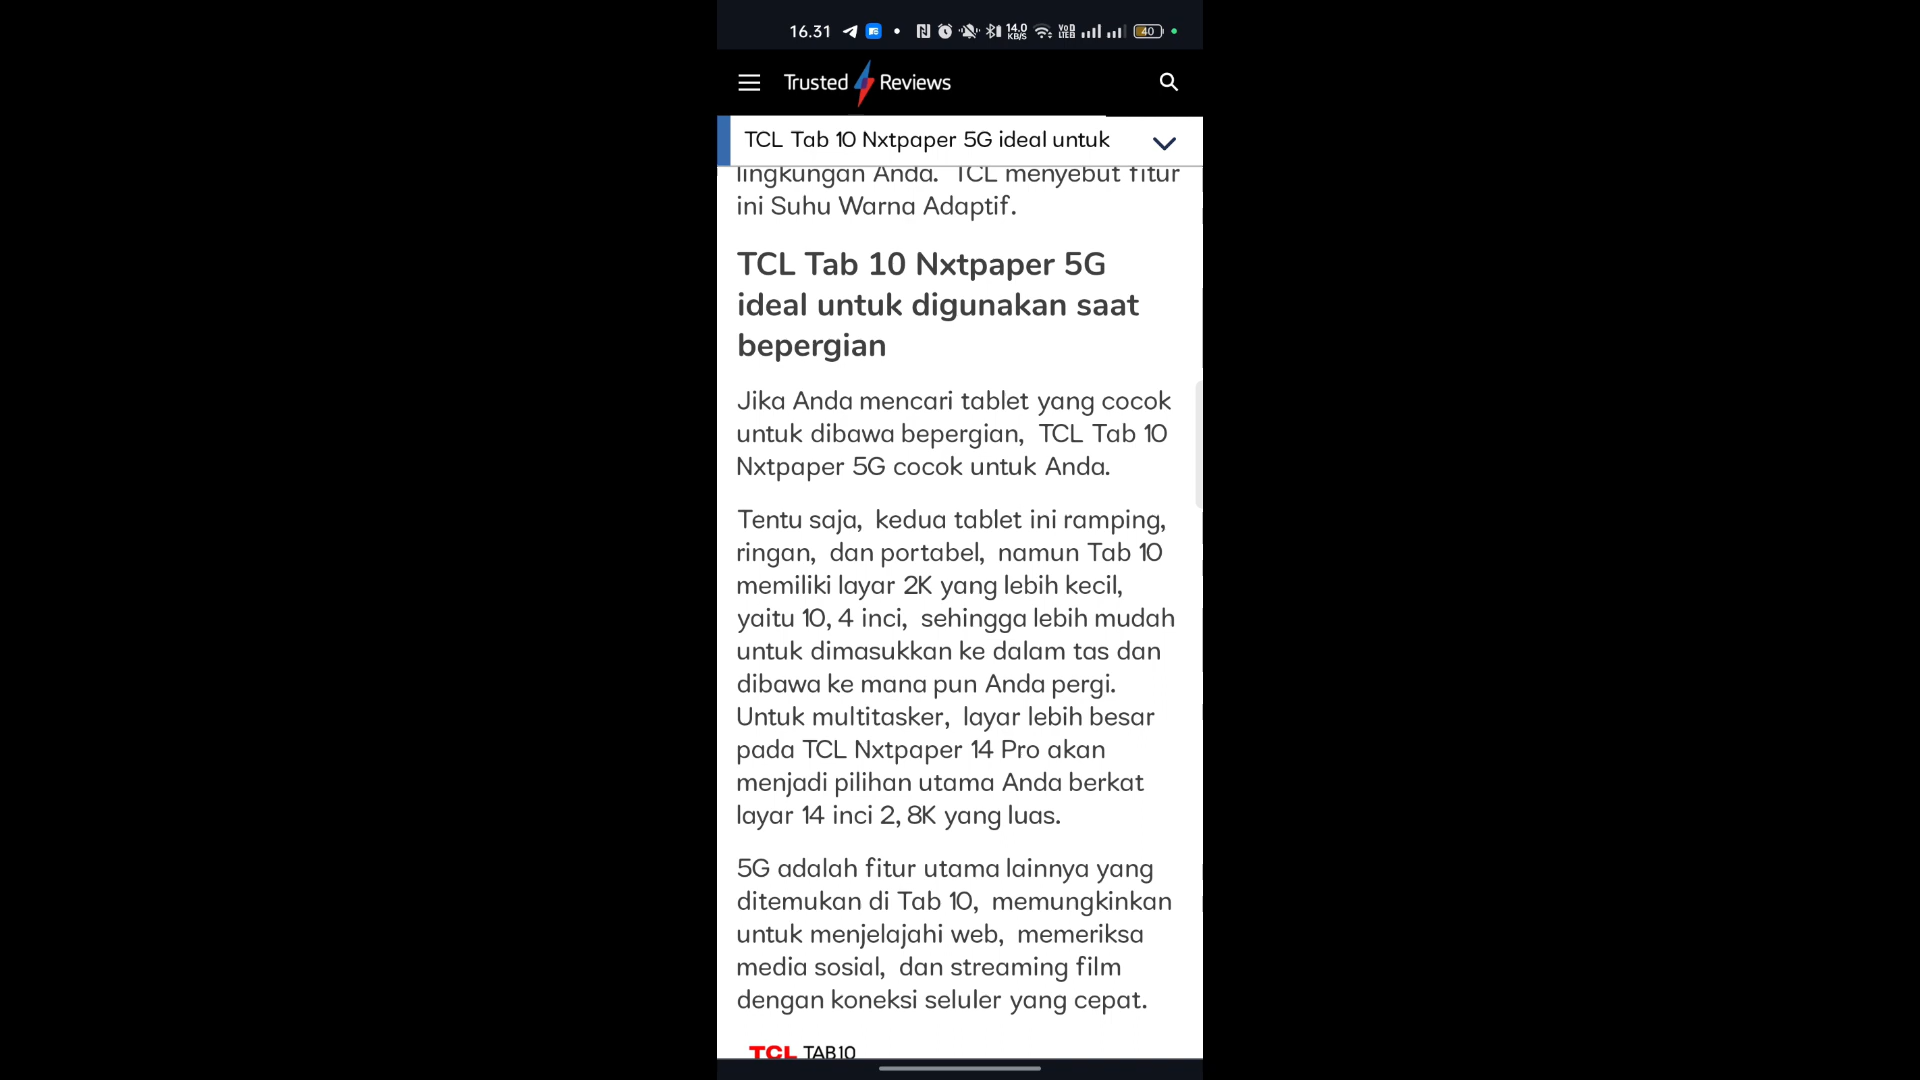 16.31
14.0
KB/S
40
Trusted Reviews
TCL Tab 10 Nxtpaper 5G ideal untuk
lingkungan Anda. TCL menyebut fitur
ini Suhu Warna Adaptif.
TCL Tab 10 Nxtpaper 5G
ideal untuk digunakan saat
bepergian
Jika Anda mencari tablet yang cocok
untuk dibawa bepergian, TCL Tab 10
Nxtpaper 5G cocok untuk Anda.
Tentu saja, kedua tablet ini ramping,
ringan, dan portabel, namun Tab 10
memiliki layar 2K yang lebih kecil,
yaitu 10, 4 inci, sehingga lebih mudah
untuk dimasukkan ke dalam tas dan
dibawa ke mana pun Anda pergi.
Untuk multitasker, layar lebih besar
pada TCL Nxtpaper 14 Pro akan
menjadi pilihan utama Anda berkat
layar 14 inci 2, 8K yang luas.
5G adalah fitur utama lainnya yang
ditemukan di Tab 10, memungkinkan
untuk menjelajahi web, memeriksa
media sosial, dan streaming film
dengan koneksi seluler yang cepat.
TCL TAB10